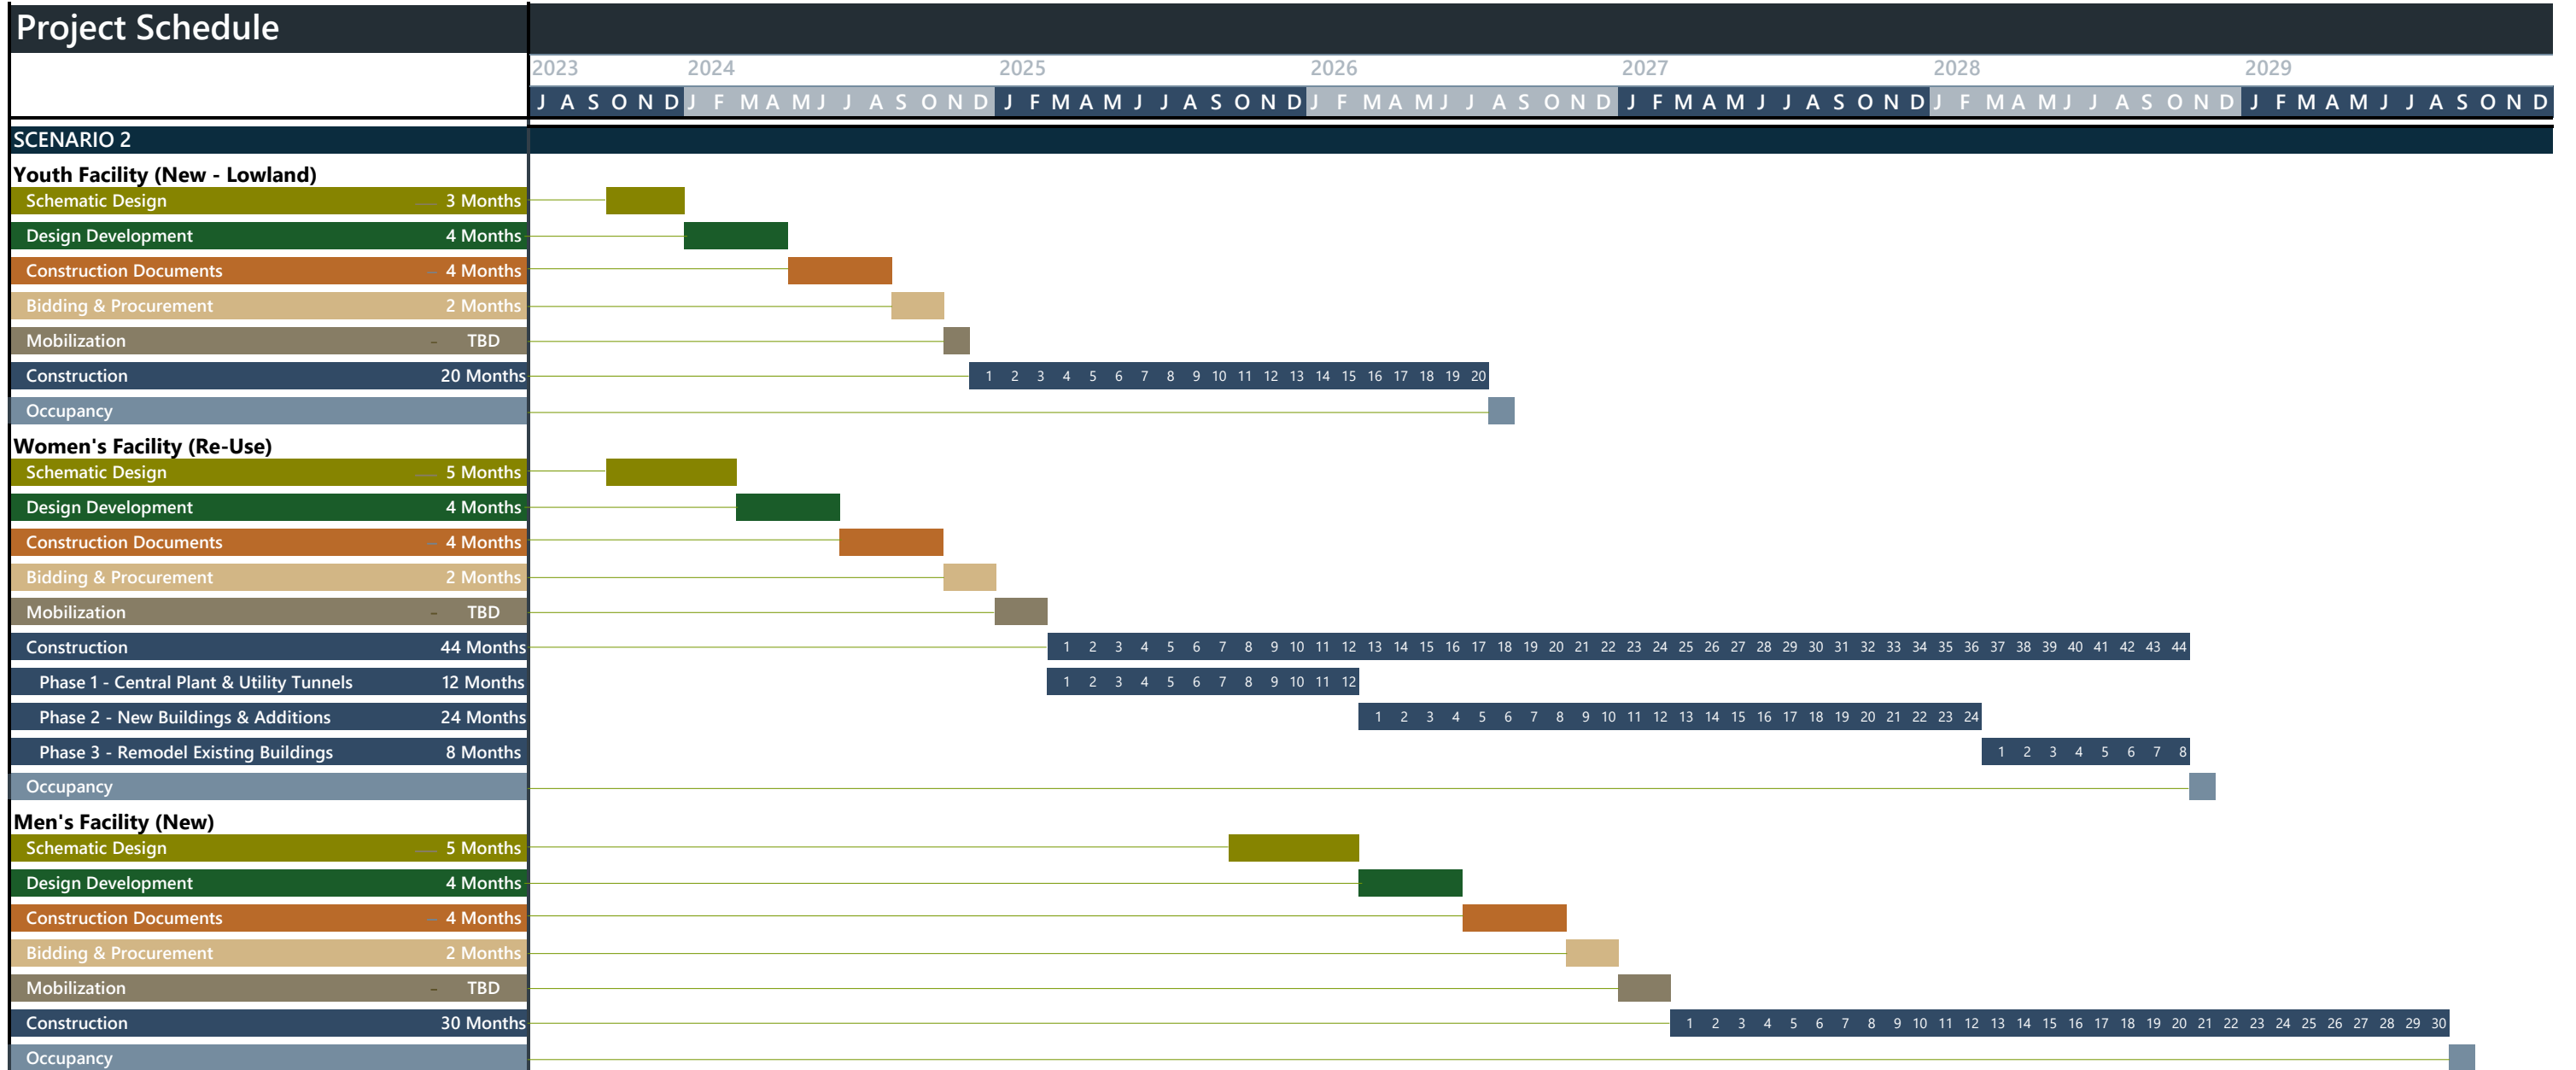 Project Schedule
2023 2024 2025 2026 2027 2028 2029
J A S O N D J F M A M J J A S O N D J F M A M J J A S O N D J F M A M J J A S O N D J F M A M J J A S O N D J F M A M J J A S O N D J F M A M J J A S O N D
SCENARIO 2
Youth Facility (New - Lowland)
Schematic Design 3 Months
Design Development 4 Months
Construction Documents 4 Months
Bidding & Procurement 2 Months
Mobilization - TBD
Construction 20 Months 1 2 3 4 5 6 7 8 9 10 11 12 13 14 15 16 17 18 19 20
Occupancy
Women's Facility (Re-Use)
Schematic Design 5 Months
Design Development 4 Months
Construction Documents 4 Months
Bidding & Procurement 2 Months
Mobilization - TBD
Construction 44 Months 1 2 3 4 5 6 7 8 9 10 11 12 13 14 15 16 17 18 19 20 21 22 23 24 25 26 27 28 29 30 31 32 33 34 35 36 37 38 39 40 41 42 43 44
Phase 1 - Central Plant & Utility Tunnels 12 Months 1 2 3 4 5 6 7 8 9 10 11 12
Phase 2 - New Buildings & Additions 24 Months 1 2 3 4 5 6 7 8 9 10 11 12 13 14 15 16 17 18 19 20 21 22 23 24
Phase 3 - Remodel Existing Buildings 8 Months 1 2 3 4 5 6 7 8
Occupancy
Men's Facility (New)
Schematic Design 5 Months
Design Development 4 Months
Construction Documents 4 Months
Bidding & Procurement 2 Months
Mobilization - TBD
Construction 30 Months 1 2 3 4 5 6 7 8 9 10 11 12 13 14 15 16 17 18 19 20 21 22 23 24 25 26 27 28 29 30
Occupancy